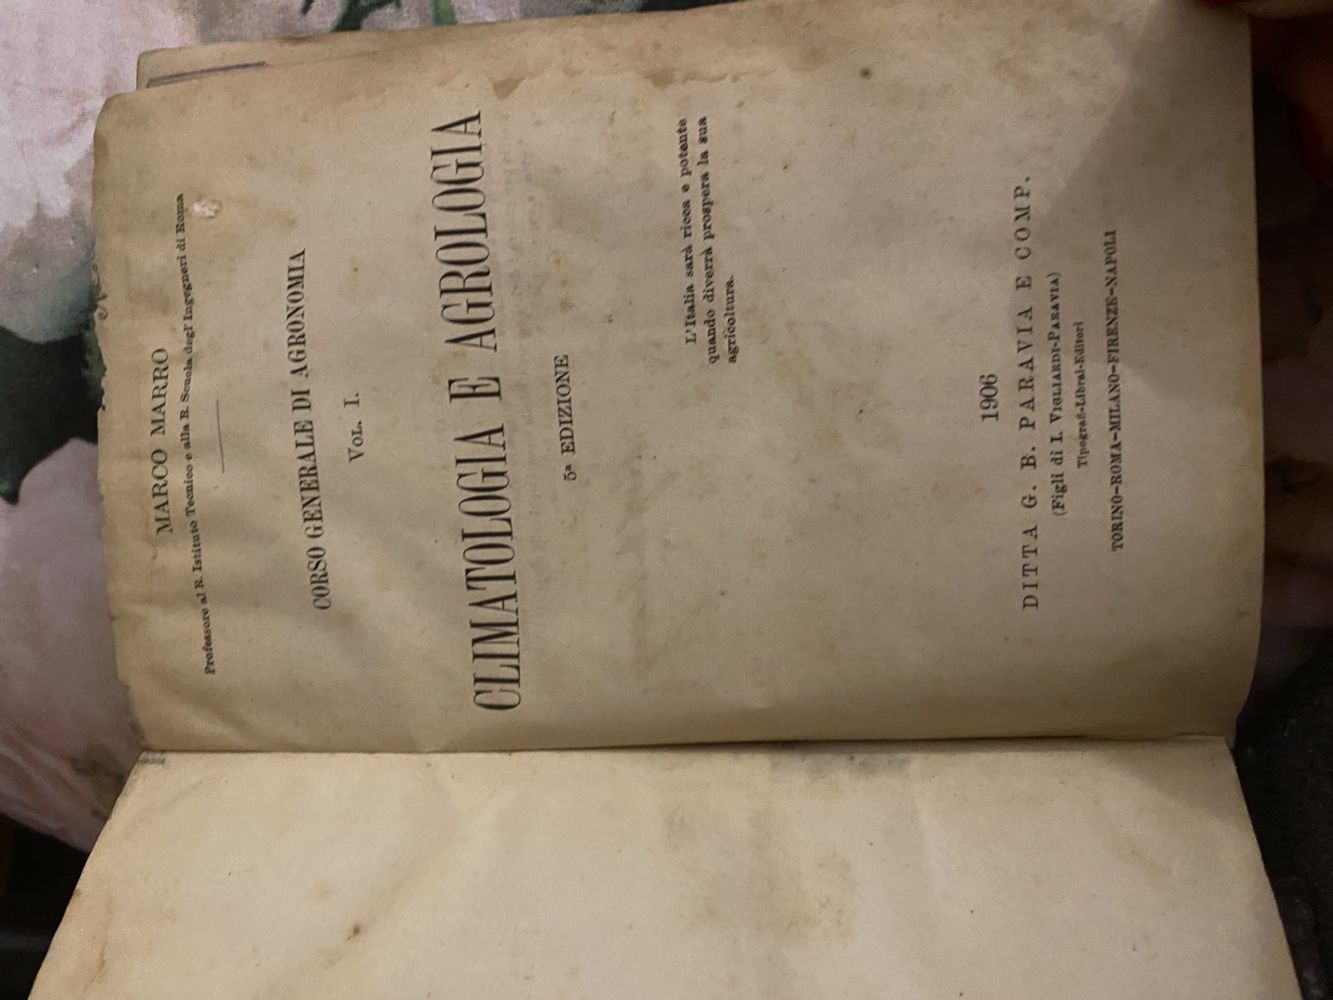 MARCO MARRO
Professore al R. Istituto Tecnico e alla R. Scuola degl' Ingegneri di Roma
CORSO GENERALE DI AGRONOMIA
VOL. I.
CLIMATOLOGIA E AGROLOGIA
5ª EDIZIONE
L'Italia sarà ricca e potente
quando diverrà prospera la sua
agricoltura.
1906
DITTA G. B. PARAVIA E COMP.
(Figli di I. VIGLIARDI-PARAVIA)
Tipografi-Librai-Editori
TORINO-ROMA-MILANO-FIRENZE-NAPOLI